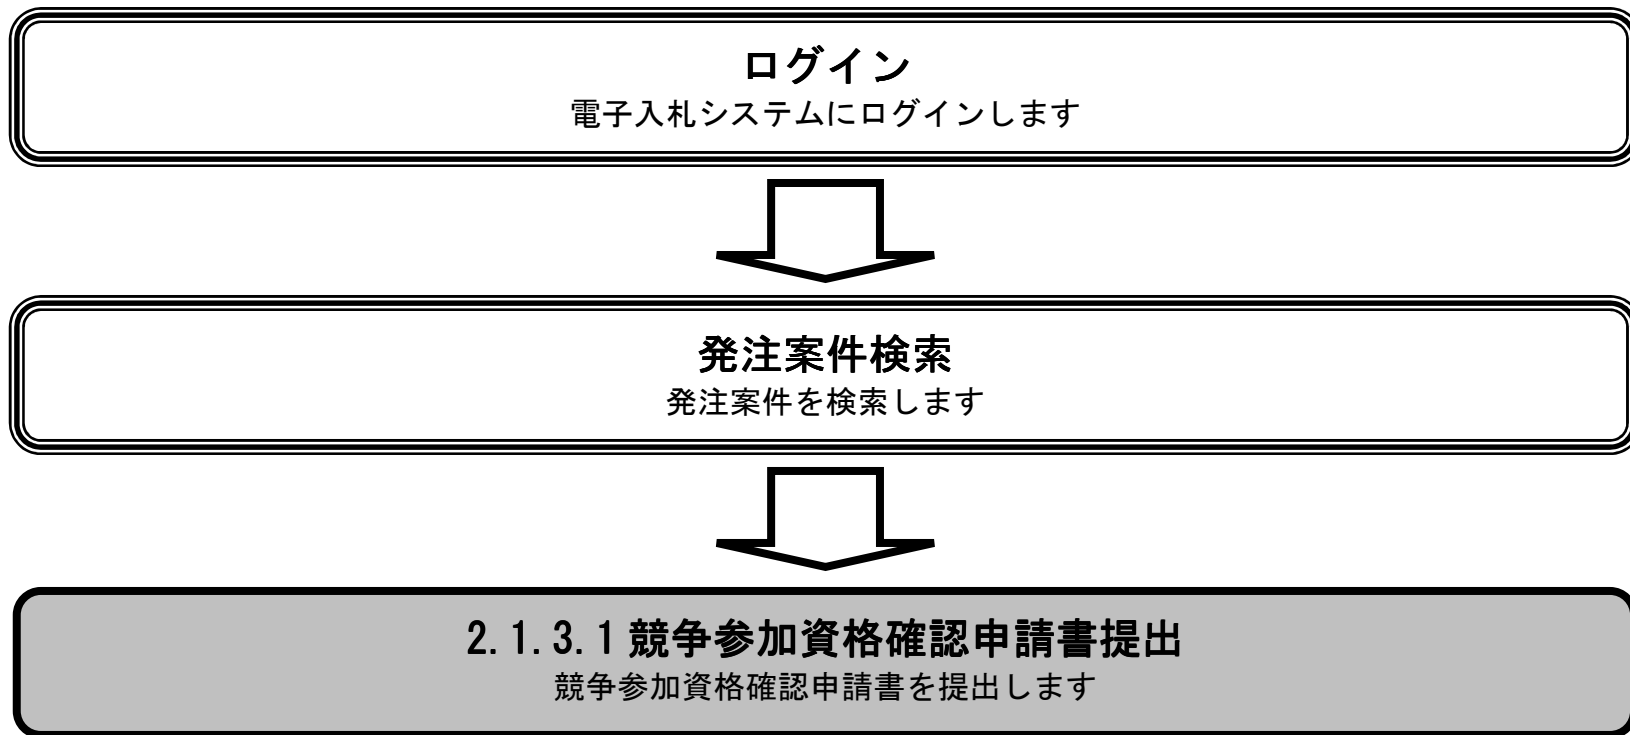 ログイン
電子入札システムにログインします
発注案件検索
発注案件を検索します
2.1.3.1 競争参加資格確認申請書提出
競争参加資格確認申請書を提出します